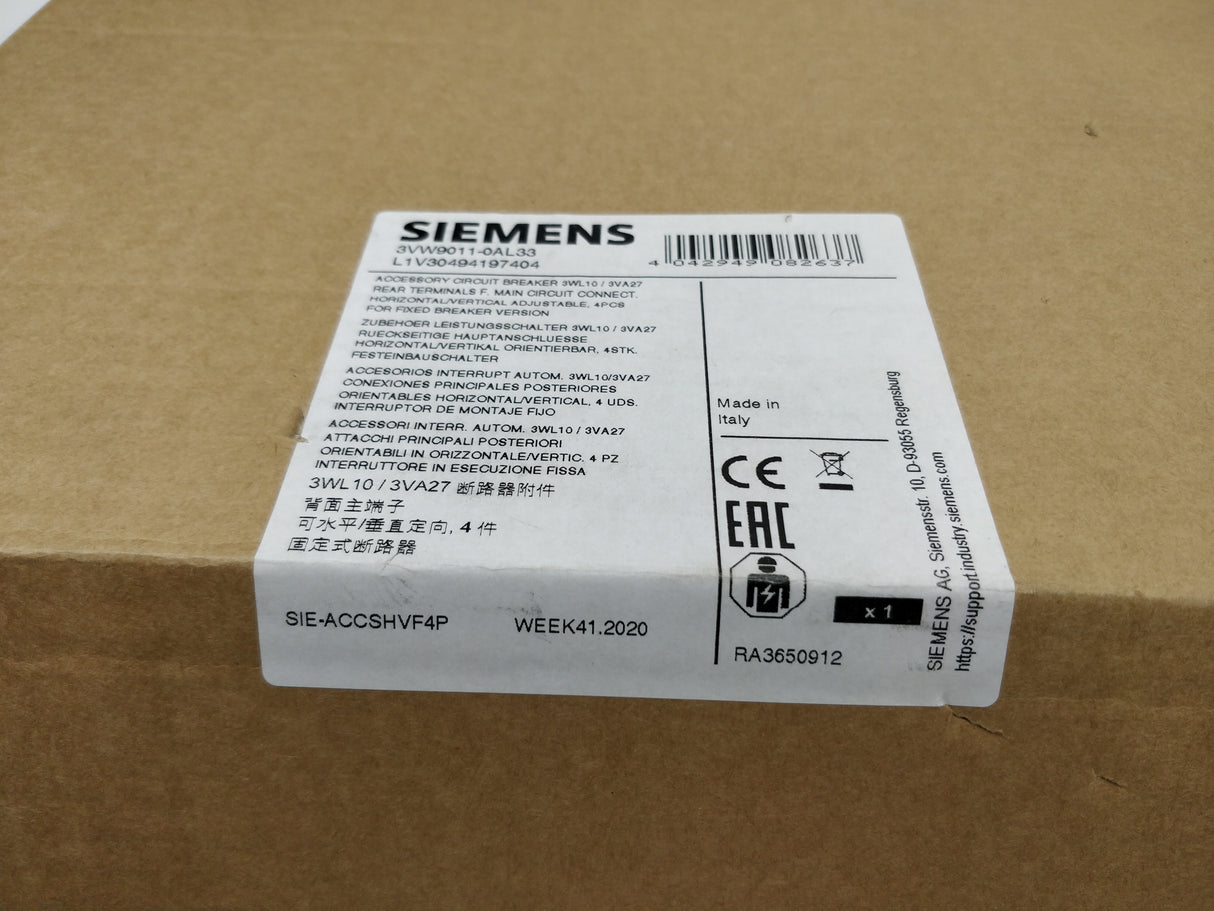 SIEMENS
3VW9011-0AL33
L1V30494197404
4 042949 082637
ACCESSORY CIRCUIT BREAKER 3WL10 / 3VA27
REAR TERMINALS F. MAIN CIRCUIT CONNECT.
HORIZONTAL/VERTICAL ADJUSTABLE, 4PCS
FOR FIXED BREAKER VERSION
ZUBEHOER LEISTUNGSSCHALTER 3WL10 / 3VA27
RUECKSEITIGE HAUPTANSCHLUESSE
HORIZONTAL/VERTIKAL ORIENTIERBAR, 4STK.
FESTEINBAUSCHALTER
ACCESORIOS INTERRUPT AUTOM. 3WL10/3VA27
CONEXIONES PRINCIPALES POSTERIORES
ORIENTABLES HORIZONTAL/VERTICAL, 4 UDS.
INTERRUPTOR DE MONTAJE FIJO
ACCESSORI INTERR. AUTOM. 3WL10 / 3VA27
ATTACCHI PRINCIPALI POSTERIORI
ORIENTABILI IN ORIZZONTALE/VERTIC. 4 PZ
INTERRUTTORE IN ESECUZIONE FISSA
3WL10 / 3VA27 断路器附件
背面主端子
可水平/垂直定向, 4 件
固定式断路器
SIE-ACCSHVF4P
WEEK41.2020
Made in
Italy
CE
EAC
x 1
RA3650912
SIEMENS AG, Siemensstr. 10, D-93055 Regensburg
https://support.industry.siemens.com